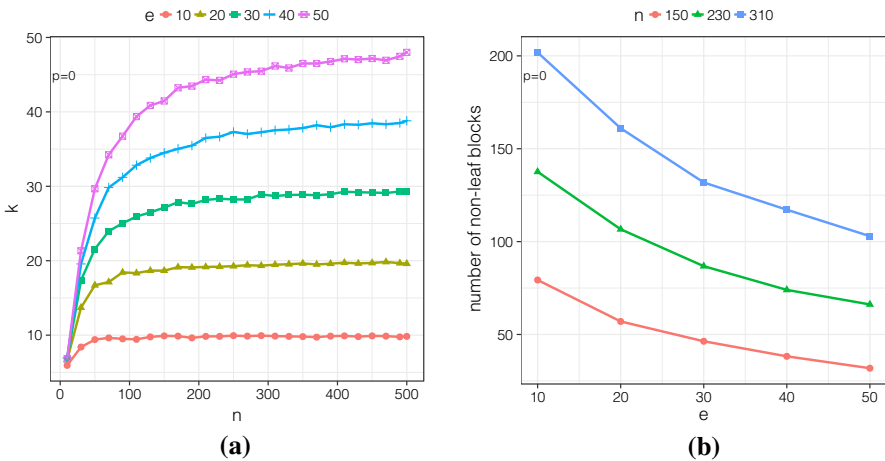 e 10 20 30 40 50
50
40
30
20
10
k
p=0
0 100 200 300 400 500
n
(a)
n 150 230 310
200
150
100
50
number of non-leaf blocks
p=0
10 20 30 40 50
e
(b)